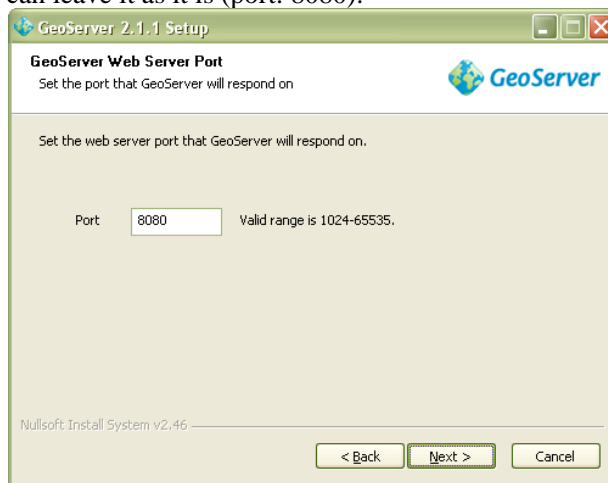 can leave it as it is (port: 8080).
GeoServer 2.1.1 Setup
GeoServer Web Server Port
Set the port that GeoServer will respond on
GeoServer
Set the web server port that GeoServer will respond on.
Port 8080 Valid range is 1024-65535.
Nullsoft Install System v2.46
< Back Next > Cancel